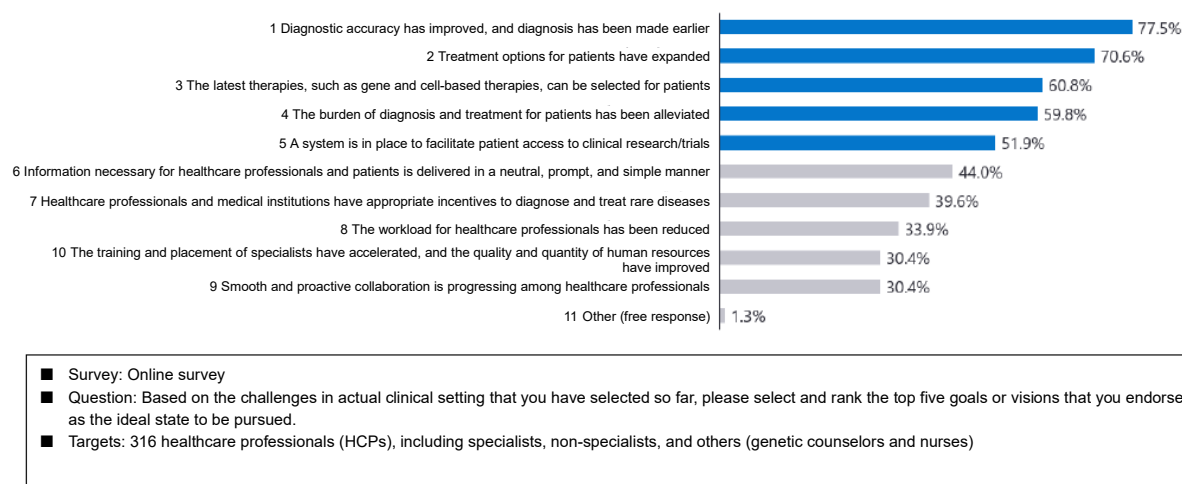 1 Diagnostic accuracy has improved, and diagnosis has been made earlier 77.5%
2 Treatment options for patients have expanded 70.6%
3 The latest therapies, such as gene and cell-based therapies, can be selected for patients 60.8%
4 The burden of diagnosis and treatment for patients has been alleviated 59.8%
5 A system is in place to facilitate patient access to clinical research/trials 51.9%
6 Information necessary for healthcare professionals and patients is delivered in a neutral, prompt, and simple manner 44.0%
7 Healthcare professionals and medical institutions have appropriate incentives to diagnose and treat rare diseases 39.6%
8 The workload for healthcare professionals has been reduced 33.9%
10 The training and placement of specialists have accelerated, and the quality and quantity of human resources
have improved 30.4%
9 Smooth and proactive collaboration is progressing among healthcare professionals 30.4%
11 Other (free response) 1.3%
■ Survey: Online survey
■ Question: Based on the challenges in actual clinical setting that you have selected so far, please select and rank the top five goals or visions that you endorse
as the ideal state to be pursued.
■ Targets: 316 healthcare professionals (HCPs), including specialists, non-specialists, and others (genetic counselors and nurses)